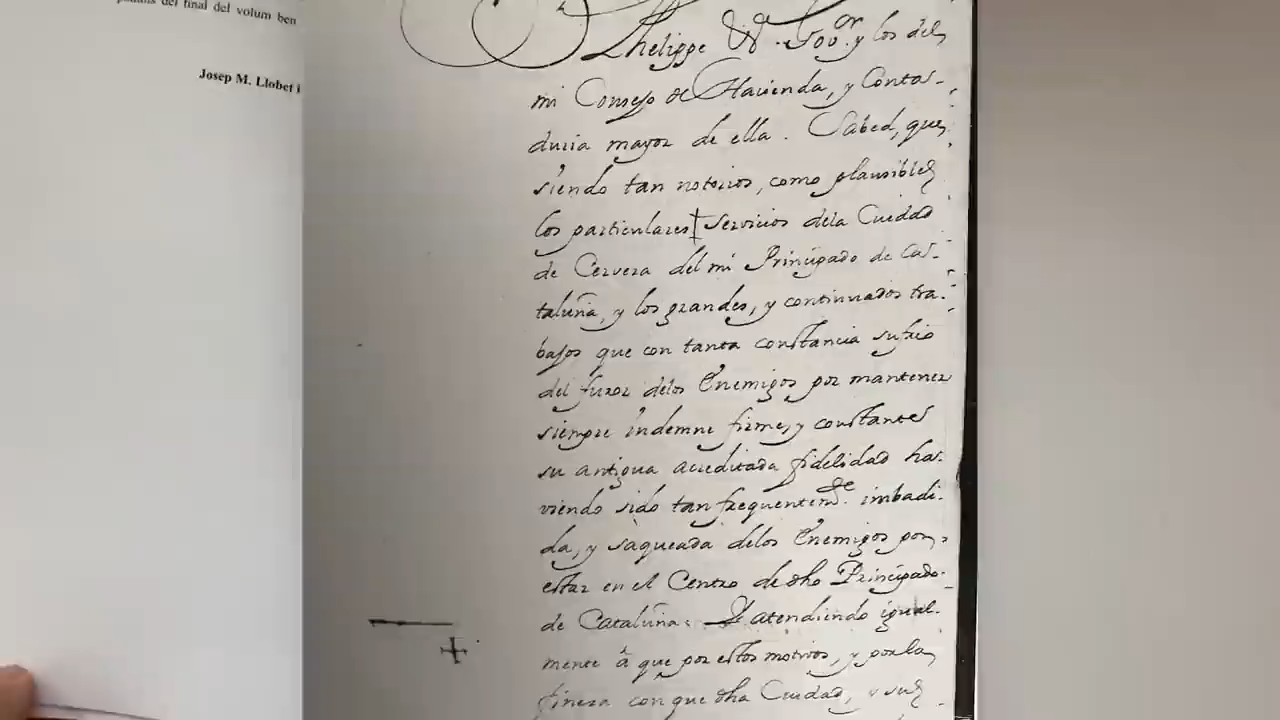 del final del volum ben
Josep M. Llobet i
Phelippe &. Gov.or y los del
mi Consejo de Hacienda, y Conta-
duria mayor de ella. Sabed, que
siendo tan notorios, como plausibles
los particulares servicios dela Ciudad
de Cervera del mi Principado de Ca-
taluña, y los grandes, y continuados tra-
bajos que con tanta constancia sufrio
del furor delos Enemigos por mantener
siempre indemne firme, y constante
su antigua acreditada fidelidad ha-
viendo sido tan frequentemde. imbadi-
da, y saqueada delos Enemigos por
estar en el Centro de dho Principado
de Cataluña: Y atendiendo igual-
mente â que por estos motivos, y por la
fineza con que dha Ciudad, y sus